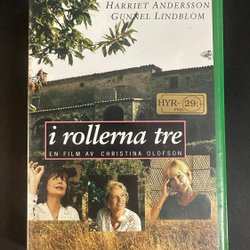 HARRIET ANDERSSON
GUNNEL LINDBLOM
HYR- 29:-
i rollerna tre
EN FILM AV CHRISTINA OLOFSON